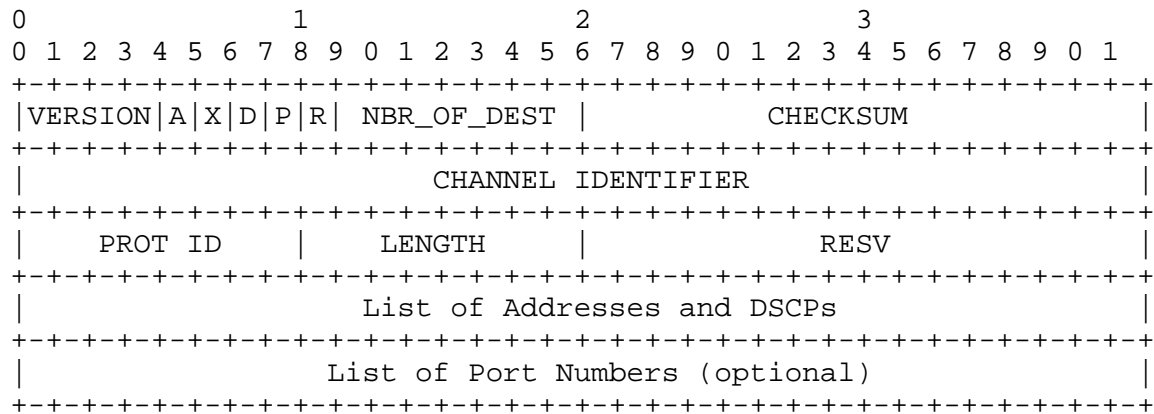 0               1               2               3
0 1 2 3 4 5 6 7 8 9 0 1 2 3 4 5 6 7 8 9 0 1 2 3 4 5 6 7 8 9 0 1
+-+-+-+-+-+-+-+-+-+-+-+-+-+-+-+-+-+-+-+-+-+-+-+-+-+-+-+-+-+-+-+-+
|VERSION|A|X|D|P|R| NBR_OF_DEST |          CHECKSUM             |
+-+-+-+-+-+-+-+-+-+-+-+-+-+-+-+-+-+-+-+-+-+-+-+-+-+-+-+-+-+-+-+-+
|                       CHANNEL IDENTIFIER                      |
+-+-+-+-+-+-+-+-+-+-+-+-+-+-+-+-+-+-+-+-+-+-+-+-+-+-+-+-+-+-+-+-+
|    PROT ID    |    LENGTH     |             RESV              |
+-+-+-+-+-+-+-+-+-+-+-+-+-+-+-+-+-+-+-+-+-+-+-+-+-+-+-+-+-+-+-+-+
|                   List of Addresses and DSCPs                 |
+-+-+-+-+-+-+-+-+-+-+-+-+-+-+-+-+-+-+-+-+-+-+-+-+-+-+-+-+-+-+-+-+
|                 List of Port Numbers (optional)               |
+-+-+-+-+-+-+-+-+-+-+-+-+-+-+-+-+-+-+-+-+-+-+-+-+-+-+-+-+-+-+-+-+